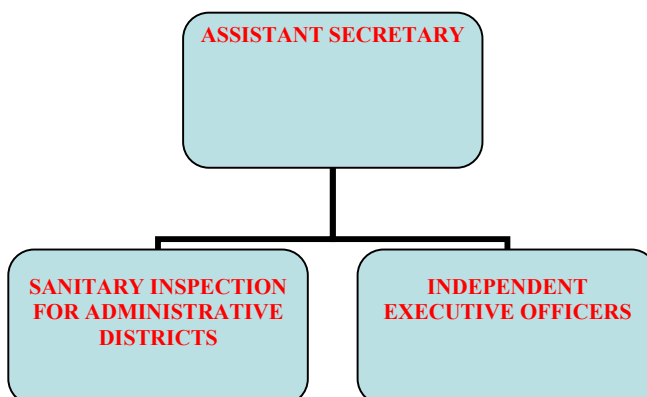 ASSISTANT SECRETARY
SANITARY INSPECTION
FOR ADMINISTRATIVE
DISTRICTS
INDEPENDENT
EXECUTIVE OFFICERS